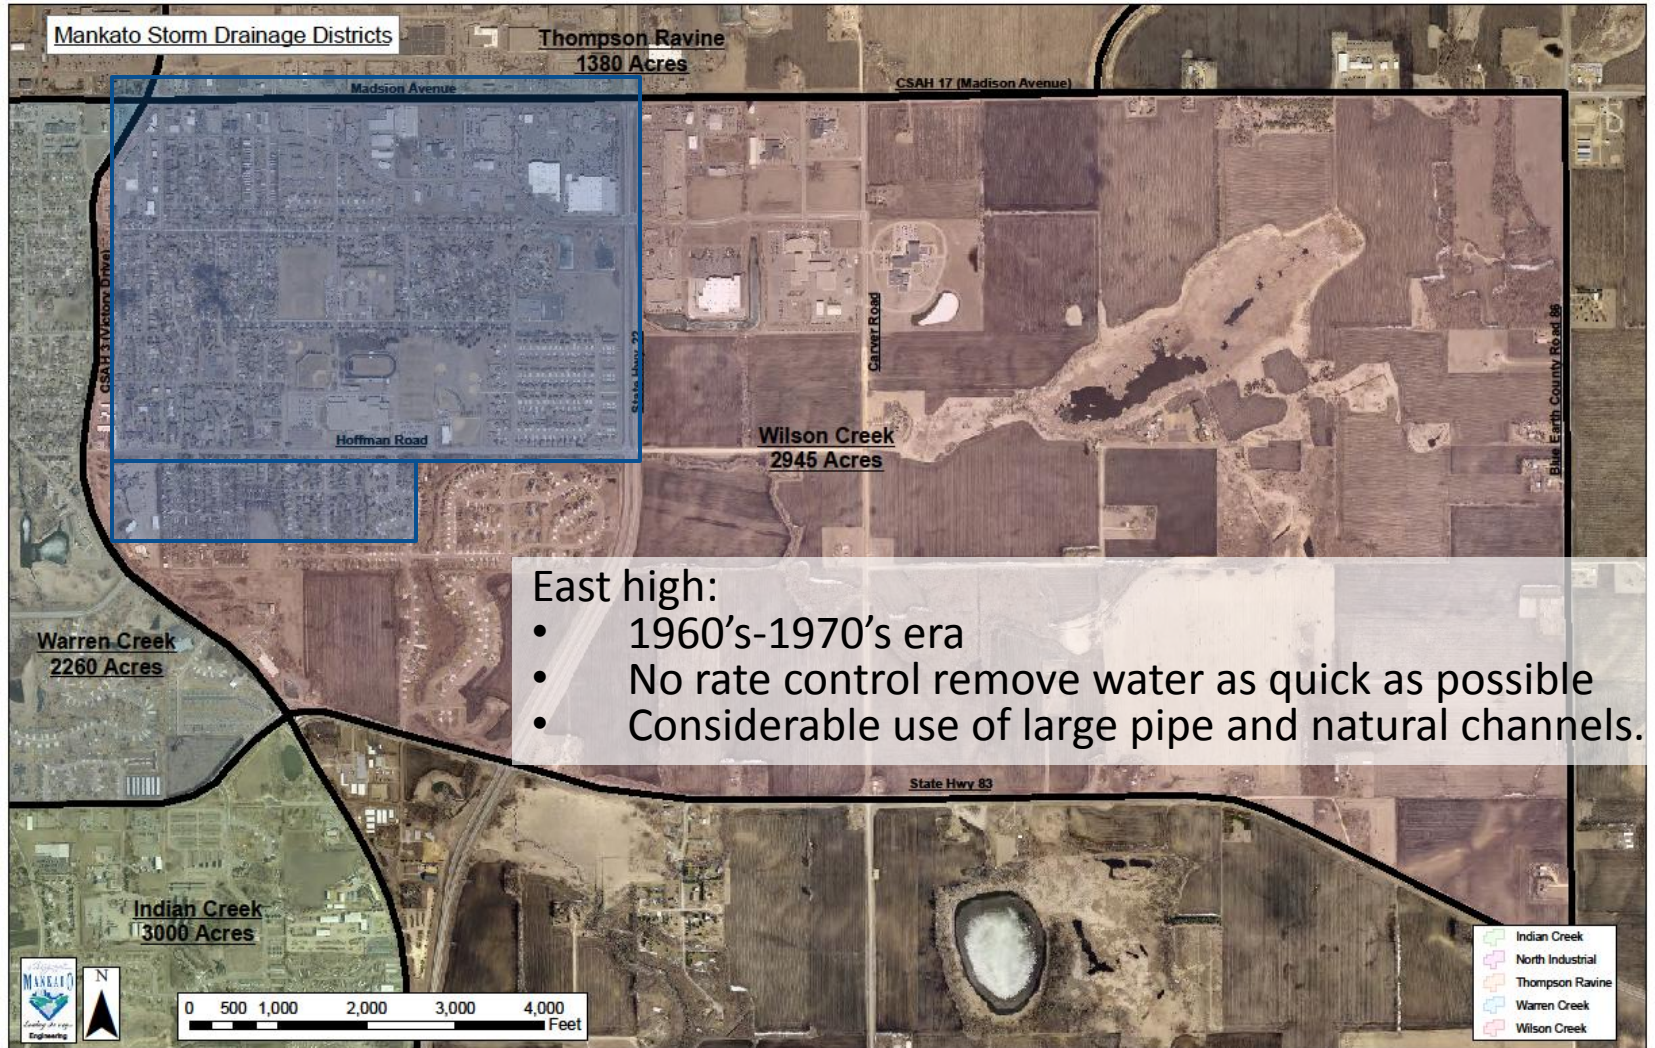 Mankato Storm Drainage Districts
Thompson Ravine
1380 Acres
Madsion Avenue
CSAH 17 (Madison Avenue)
CSAH 3 (Victory Drive)
State Hwy 22
Carver Road
Blue Earth County Road 86
Hoffman Road
Wilson Creek
2945 Acres
East high:
• 1960’s-1970’s era
• No rate control remove water as quick as possible
• Considerable use of large pipe and natural channels.
Warren Creek
2260 Acres
State Hwy 83
Indian Creek
3000 Acres
MANKATO
Engineering
N
0 500 1,000 2,000 3,000 4,000
Feet
Indian Creek
North Industrial
Thompson Ravine
Warren Creek
Wilson Creek